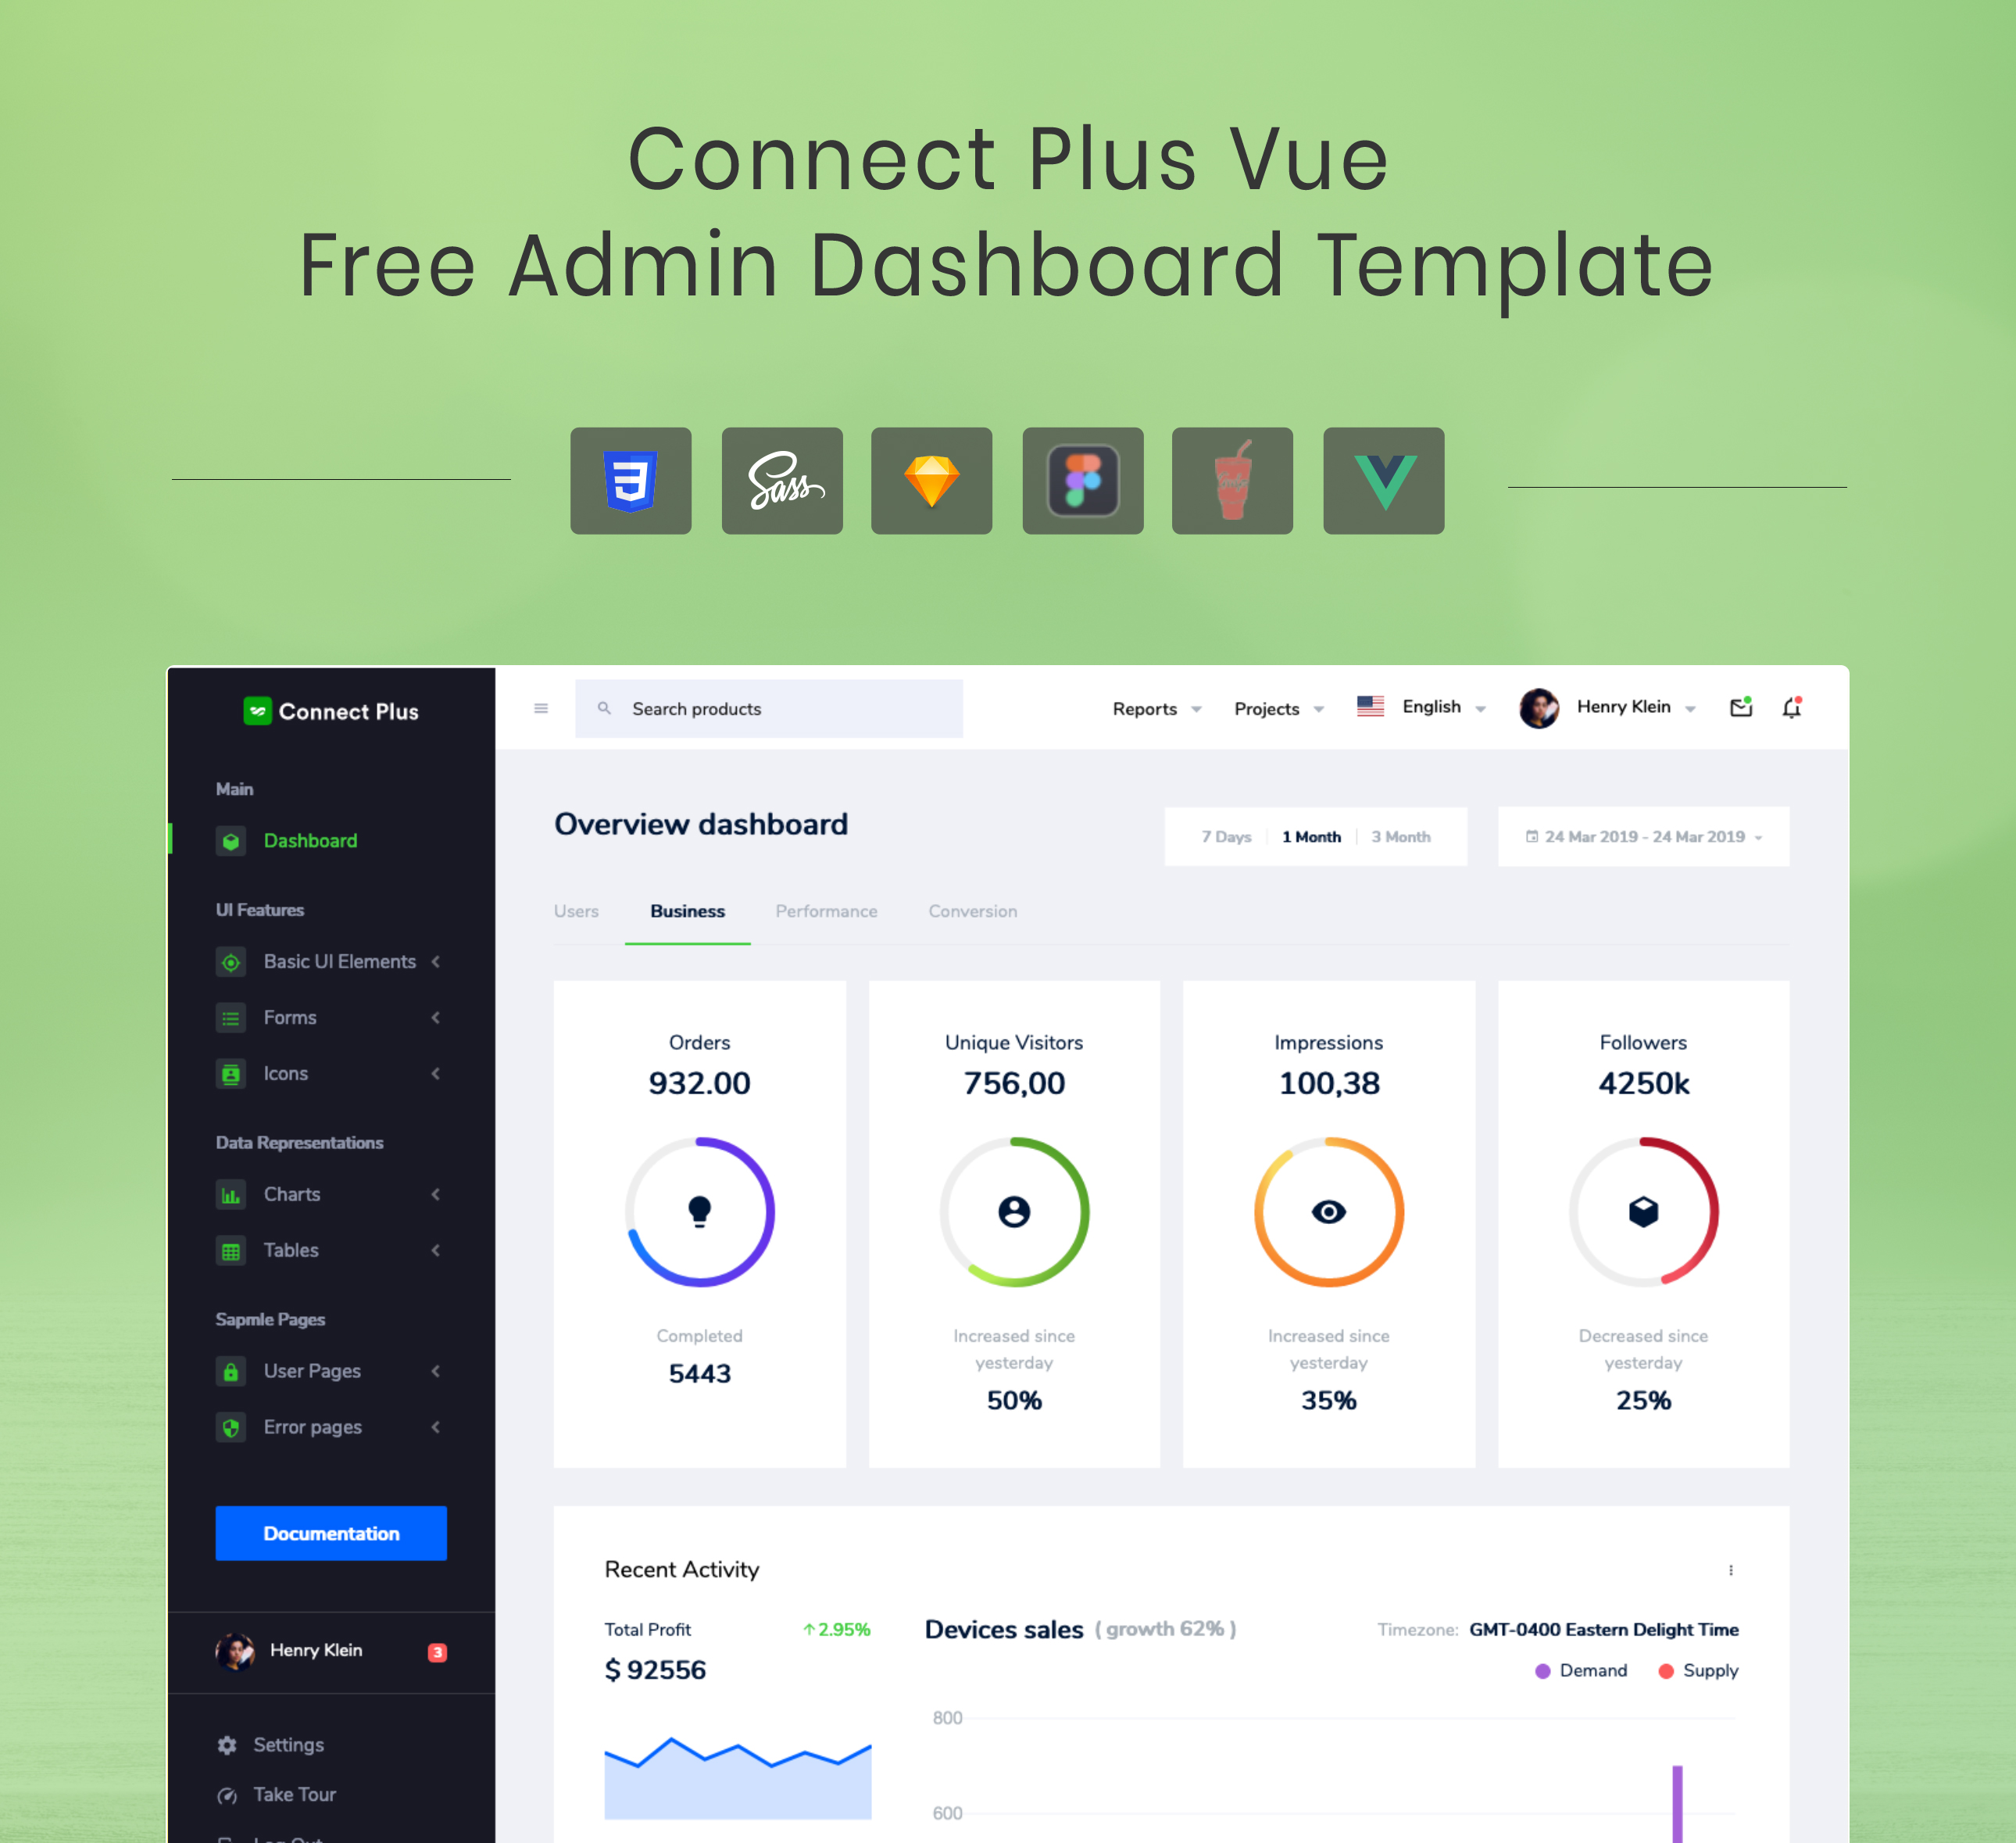 Connect Plus Vue
Free Admin Dashboard Template
Sass
Connect Plus
Search products
Reports
Projects
English
Henry Klein
Main
Dashboard
UI Features
Basic UI Elements
Forms
Icons
Data Representations
Charts
Tables
Sapmle Pages
User Pages
Error pages
Documentation
Henry Klein
3
Settings
Take Tour
Log Out
Overview dashboard
7 Days
1 Month
3 Month
24 Mar 2019 - 24 Mar 2019
Users
Business
Performance
Conversion
Orders
932.00
Completed
5443
Unique Visitors
756,00
Increased since
yesterday
50%
Impressions
100,38
Increased since
yesterday
35%
Followers
4250k
Decreased since
yesterday
25%
Recent Activity
Total Profit
2.95%
$ 92556
Devices sales ( growth 62% )
Timezone: GMT-0400 Eastern Delight Time
Demand
Supply
800
600